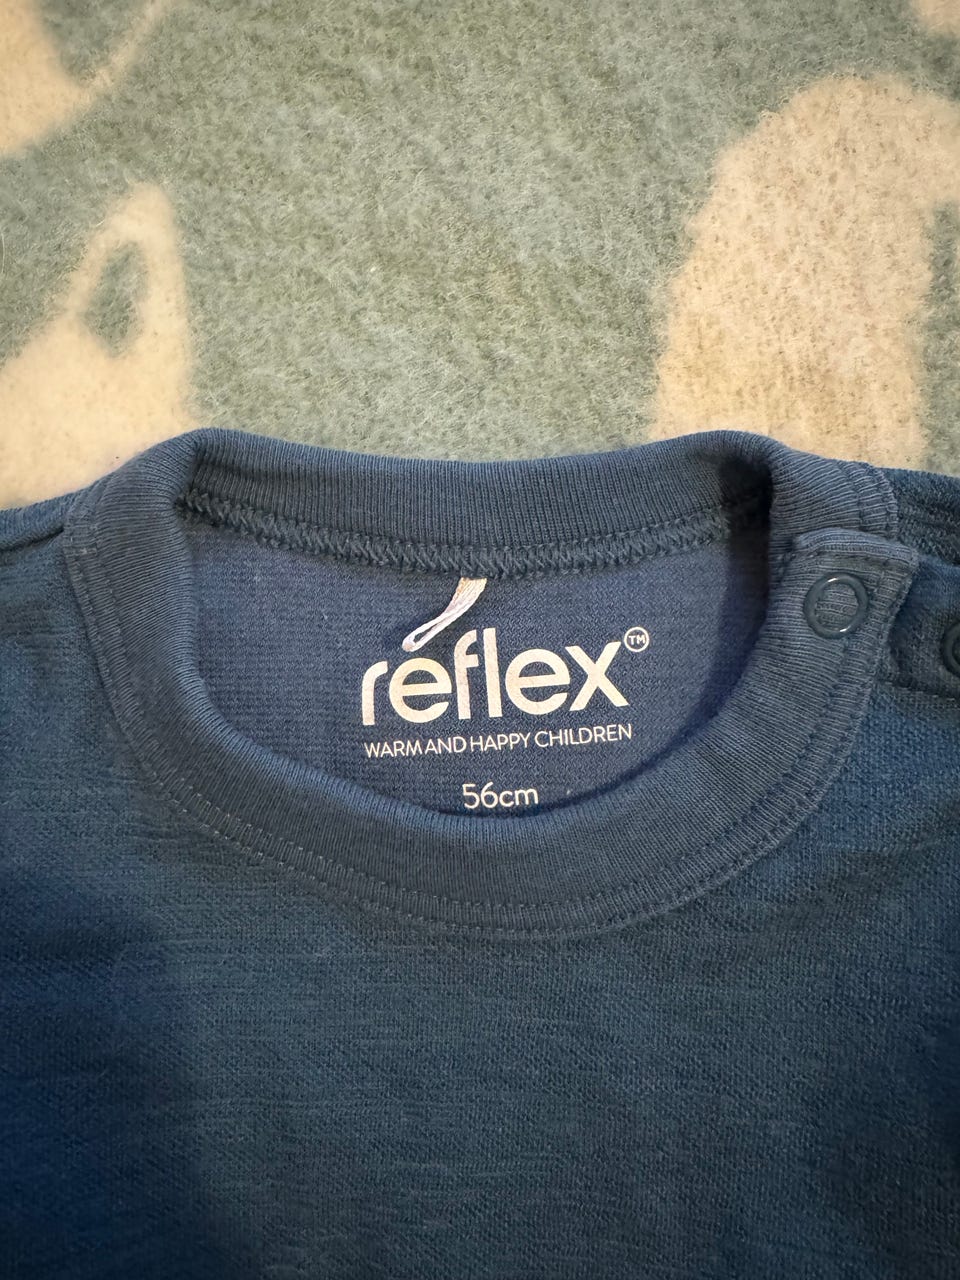 reflex™
WARM AND HAPPY CHILDREN
56cm